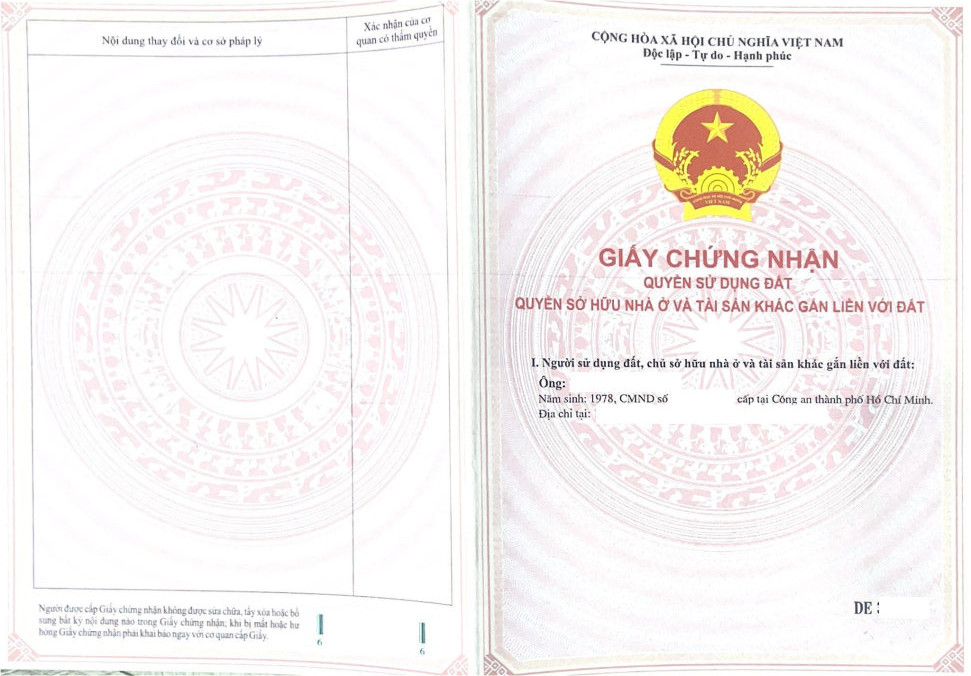 Nội dung thay đổi và cơ sở pháp lý
Xác nhận của cơ
quan có thẩm quyền
Người được cấp Giấy chứng nhận không được sửa chữa, tẩy xóa hoặc bổ
sung bất kỳ nội dung nào trong Giấy chứng nhận; khi bị mất hoặc hư
hỏng Giấy chứng nhận phải khai báo ngay với cơ quan cấp Giấy.
6
6
CỘNG HÒA XÃ HỘI CHỦ NGHĨA VIỆT NAM
Độc lập - Tự do - Hạnh phúc
VIỆT NAM
GIẤY CHỨNG NHẬN
QUYỀN SỬ DỤNG ĐẤT
QUYỀN SỞ HỮU NHÀ Ở VÀ TÀI SẢN KHÁC GẮN LIỀN VỚI ĐẤT
I. Người sử dụng đất, chủ sở hữu nhà ở và tài sản khác gắn liền với đất:
Ông:
Năm sinh: 1978, CMND số cấp tại Công an thành phố Hồ Chí Minh.
Địa chỉ tại:
DE